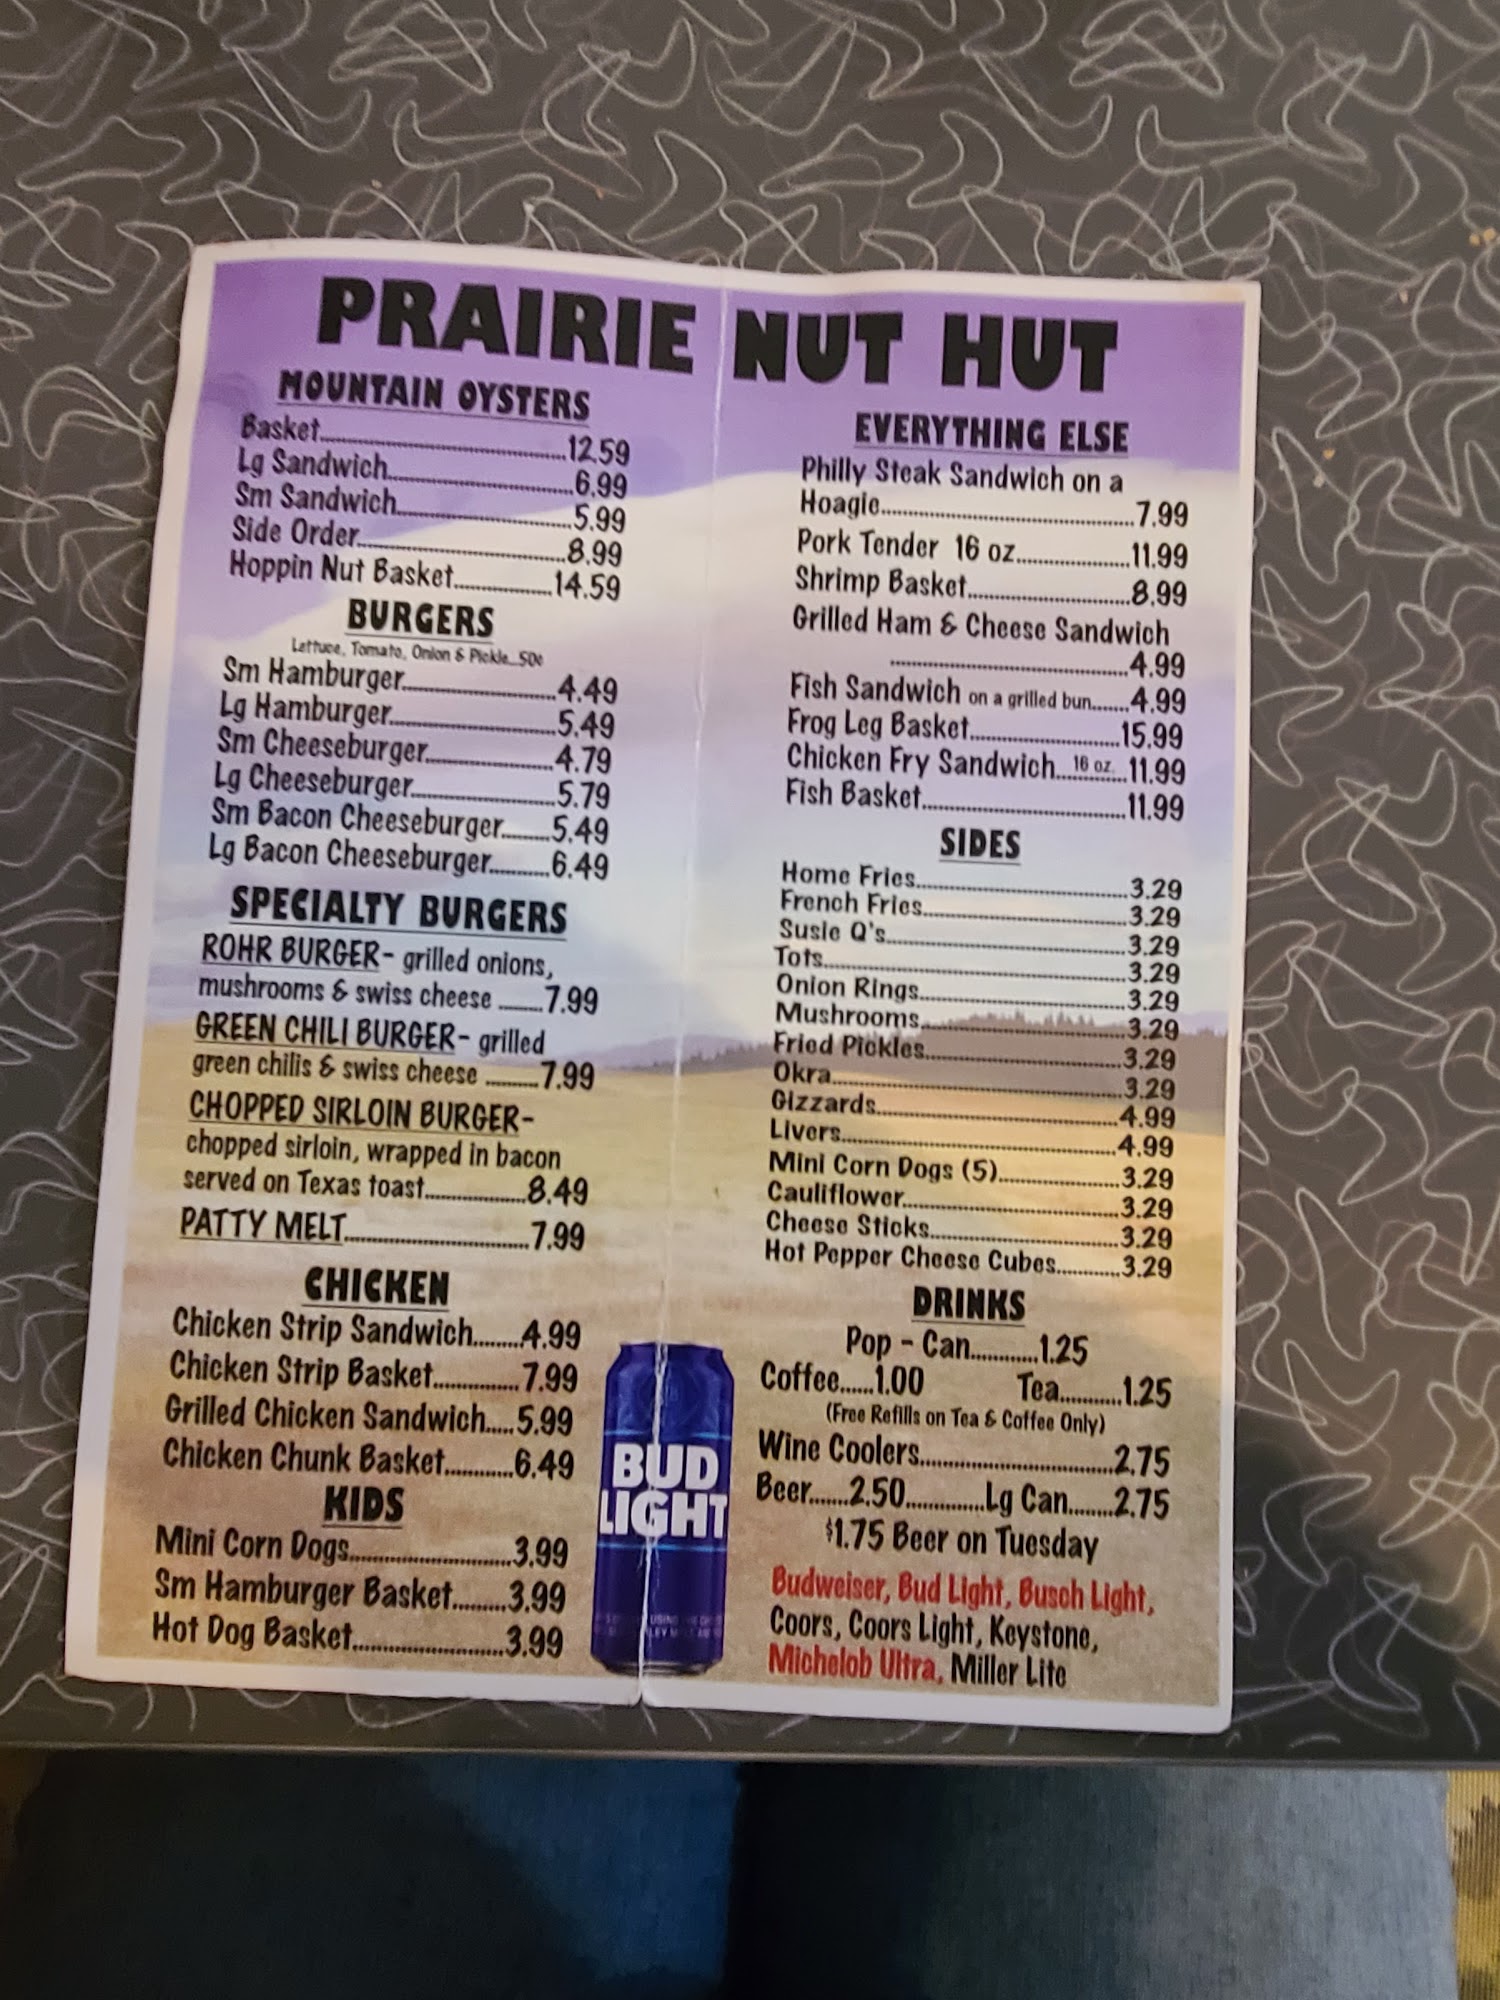 PRAIRIE NUT HUT
MOUNTAIN OYSTERS
Basket....12.59
Lg Sandwich....6.99
Sm Sandwich....5.99
Side Order....8.99
Hoppin Nut Basket....14.59
BURGERS
Lettuce, Tomato, Onion & Pickle...50¢
Sm Hamburger....4.49
Lg Hamburger....5.49
Sm Cheeseburger....4.79
Lg Cheeseburger....5.79
Sm Bacon Cheeseburger....5.49
Lg Bacon Cheeseburger....6.49
SPECIALTY BURGERS
ROHR BURGER- grilled onions,
mushrooms & swiss cheese ....7.99
GREEN CHILI BURGER- grilled
green chilis & swiss cheese ....7.99
CHOPPED SIRLOIN BURGER-
chopped sirloin, wrapped in bacon
served on Texas toast....8.49
PATTY MELT....7.99
CHICKEN
Chicken Strip Sandwich....4.99
Chicken Strip Basket....7.99
Grilled Chicken Sandwich....5.99
Chicken Chunk Basket....6.49
KIDS
Mini Corn Dogs....3.99
Sm Hamburger Basket....3.99
Hot Dog Basket....3.99
BUD
LIGHT
EVERYTHING ELSE
Philly Steak Sandwich on a
Hoagie....7.99
Pork Tender 16 oz....11.99
Shrimp Basket....8.99
Grilled Ham & Cheese Sandwich
....4.99
Fish Sandwich on a grilled bun....4.99
Frog Leg Basket....15.99
Chicken Fry Sandwich...16 oz...11.99
Fish Basket....11.99
SIDES
Home Fries....3.29
French Fries....3.29
Susie Q's....3.29
Tots....3.29
Onion Rings....3.29
Mushrooms....3.29
Fried Pickles....3.29
Okra....3.29
Gizzards....4.99
Livers....4.99
Mini Corn Dogs (5)....3.29
Cauliflower....3.29
Cheese Sticks....3.29
Hot Pepper Cheese Cubes....3.29
DRINKS
Pop - Can....1.25
Coffee....1.00 Tea....1.25
(Free Refills on Tea & Coffee Only)
Wine Coolers....2.75
Beer....2.50....Lg Can....2.75
$1.75 Beer on Tuesday
Budweiser, Bud Light, Busch Light,
Coors, Coors Light, Keystone,
Michelob Ultra, Miller Lite